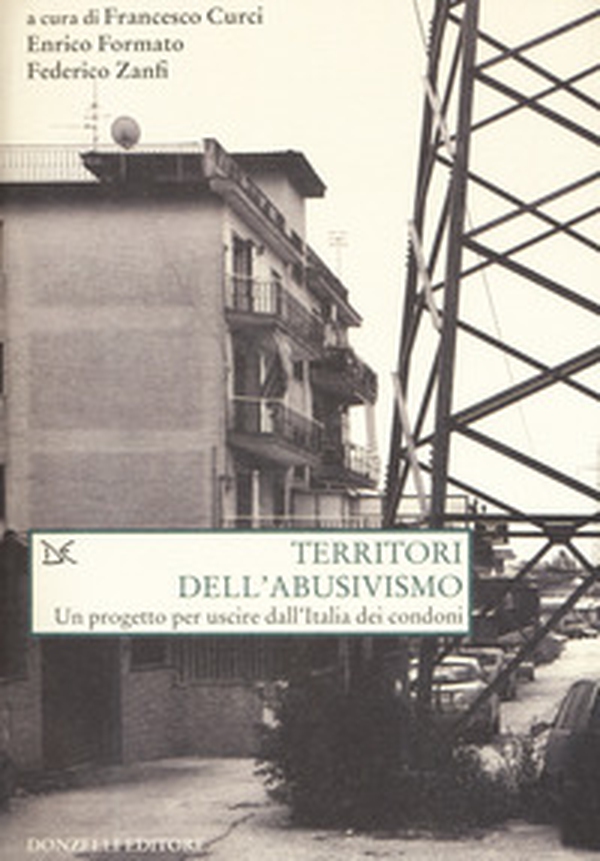 a cura di Francesco Curci
Enrico Formato
Federico Zanfi
TERRITORI
DELL'ABUSIVISMO
Un progetto per uscire dall'Italia dei condoni
DONZELLI EDITORE